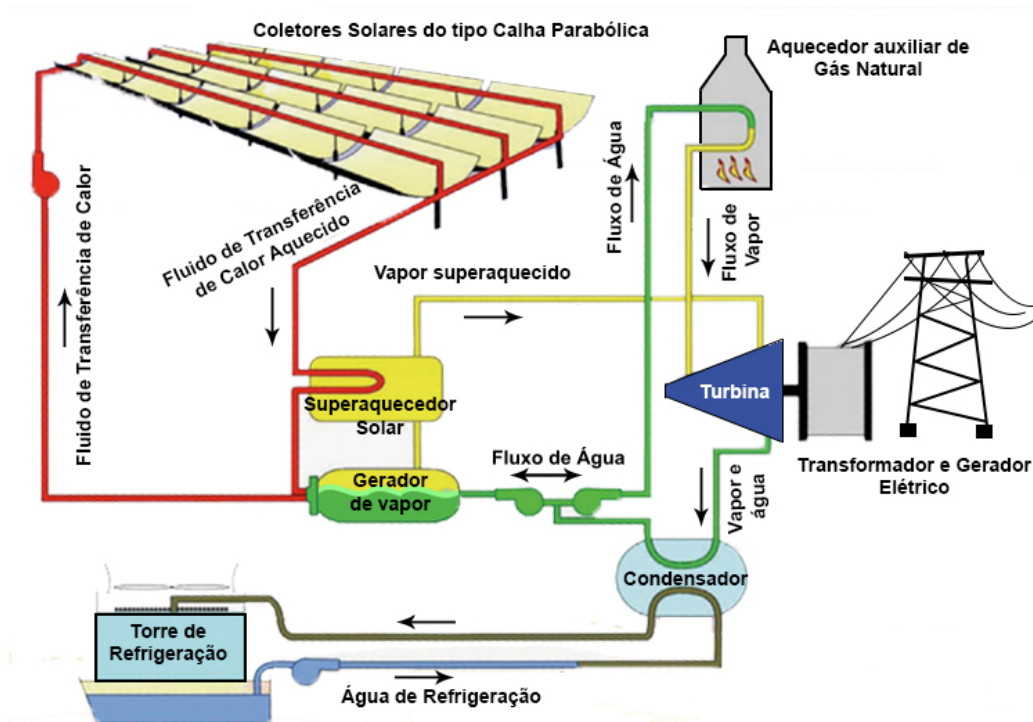 Coletores Solares do tipo Calha Parabólica
Aquecedor auxiliar de
Gás Natural
Fluido de Transferência de Calor
Fluido de Transferência
de Calor Aquecido
Fluxo de Água
Fluxo de
Vapor
Vapor superaquecido
Superaquecedor
Solar
Turbina
Gerador
de vapor
Fluxo de Água
Vapor e
água
Transformador e Gerador
Elétrico
Condensador
Torre de
Refrigeração
Água de Refrigeração